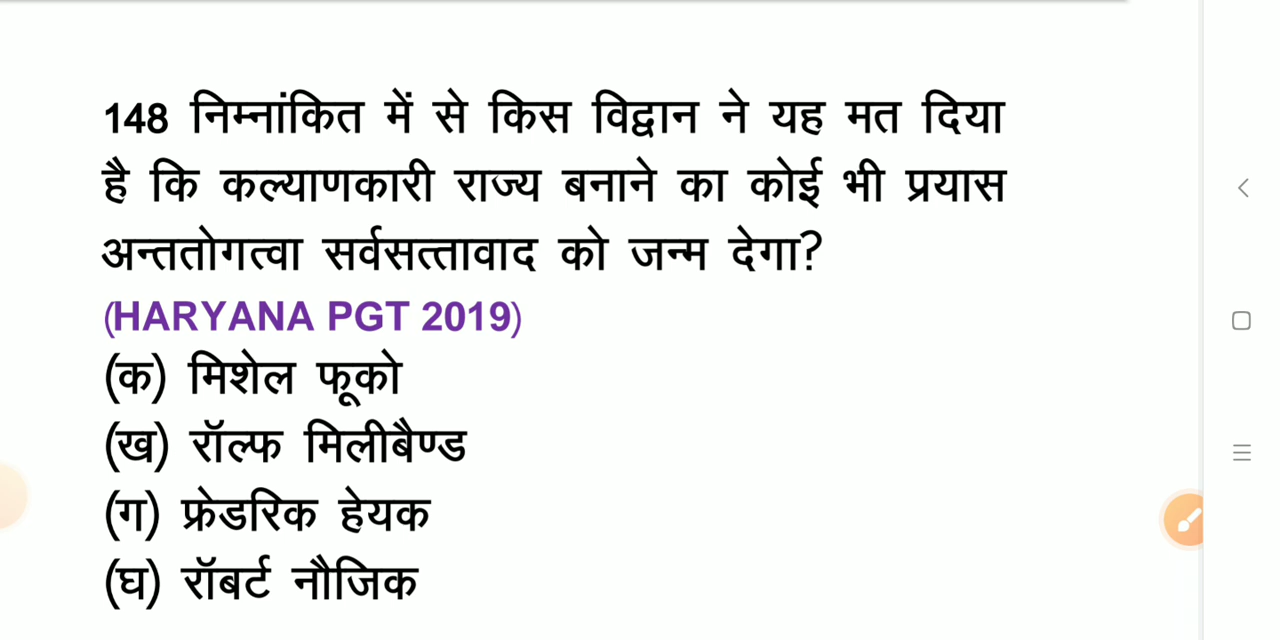 148 निम्नांकित में से किस विद्वान ने यह मत दिया
है कि कल्याणकारी राज्य बनाने का कोई भी प्रयास
अन्ततोगत्वा सर्वसत्तावाद को जन्म देगा?
(HARYANA PGT 2019)
(क) मिशेल फूको
(ख) रॉल्फ मिलीबैण्ड
(ग) फ्रेडरिक हेयक
(घ) रॉबर्ट नौजिक